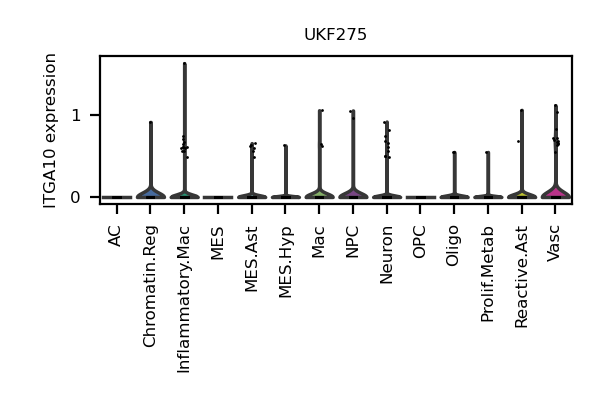 UKF275
ITGA10 expression
1
0
AC
Chromatin.Reg
Inflammatory.Mac
MES
MES.Ast
MES.Hyp
Mac
NPC
Neuron
OPC
Oligo
Prolif.Metab
Reactive.Ast
Vasc